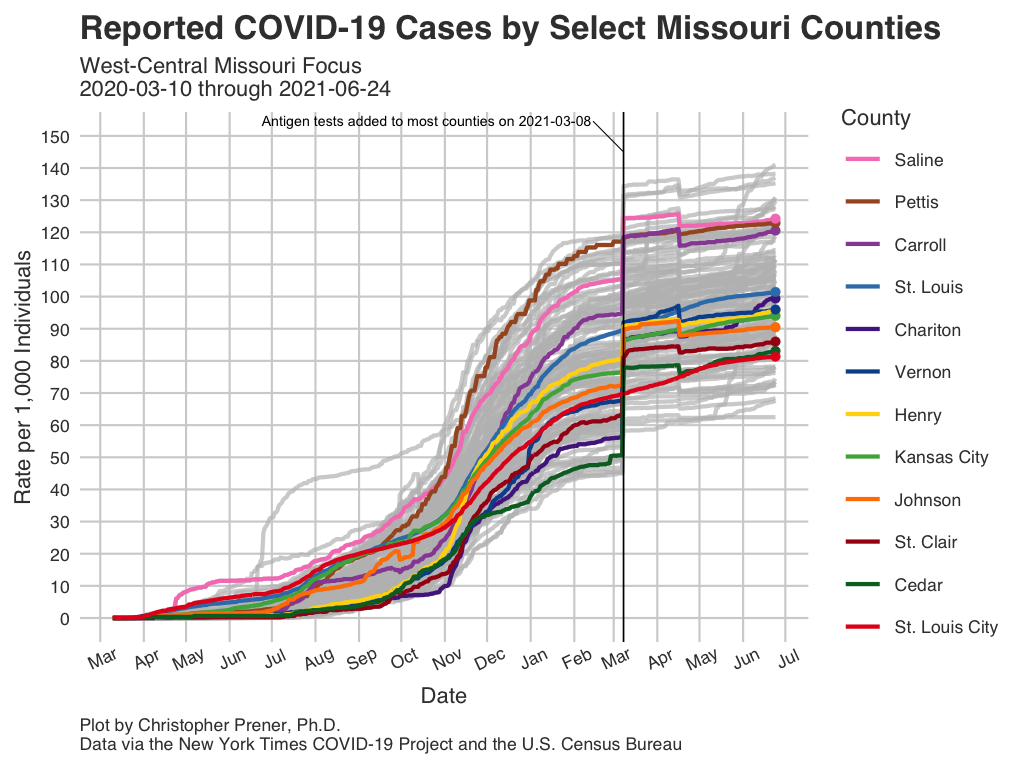 Reported COVID-19 Cases by Select Missouri Counties
West-Central Missouri Focus
2020-03-10 through 2021-06-24
Antigen tests added to most counties on 2021-03-08
Rate per 1,000 Individuals
150
140
130
120
110
100
90
80
70
60
50
40
30
20
10
0
Mar Apr May Jun Jul Aug Sep Oct Nov Dec Jan Feb Mar Apr May Jun Jul
Date
County
Saline
Pettis
Carroll
St. Louis
Chariton
Vernon
Henry
Kansas City
Johnson
St. Clair
Cedar
St. Louis City
Plot by Christopher Prener, Ph.D.
Data via the New York Times COVID-19 Project and the U.S. Census Bureau